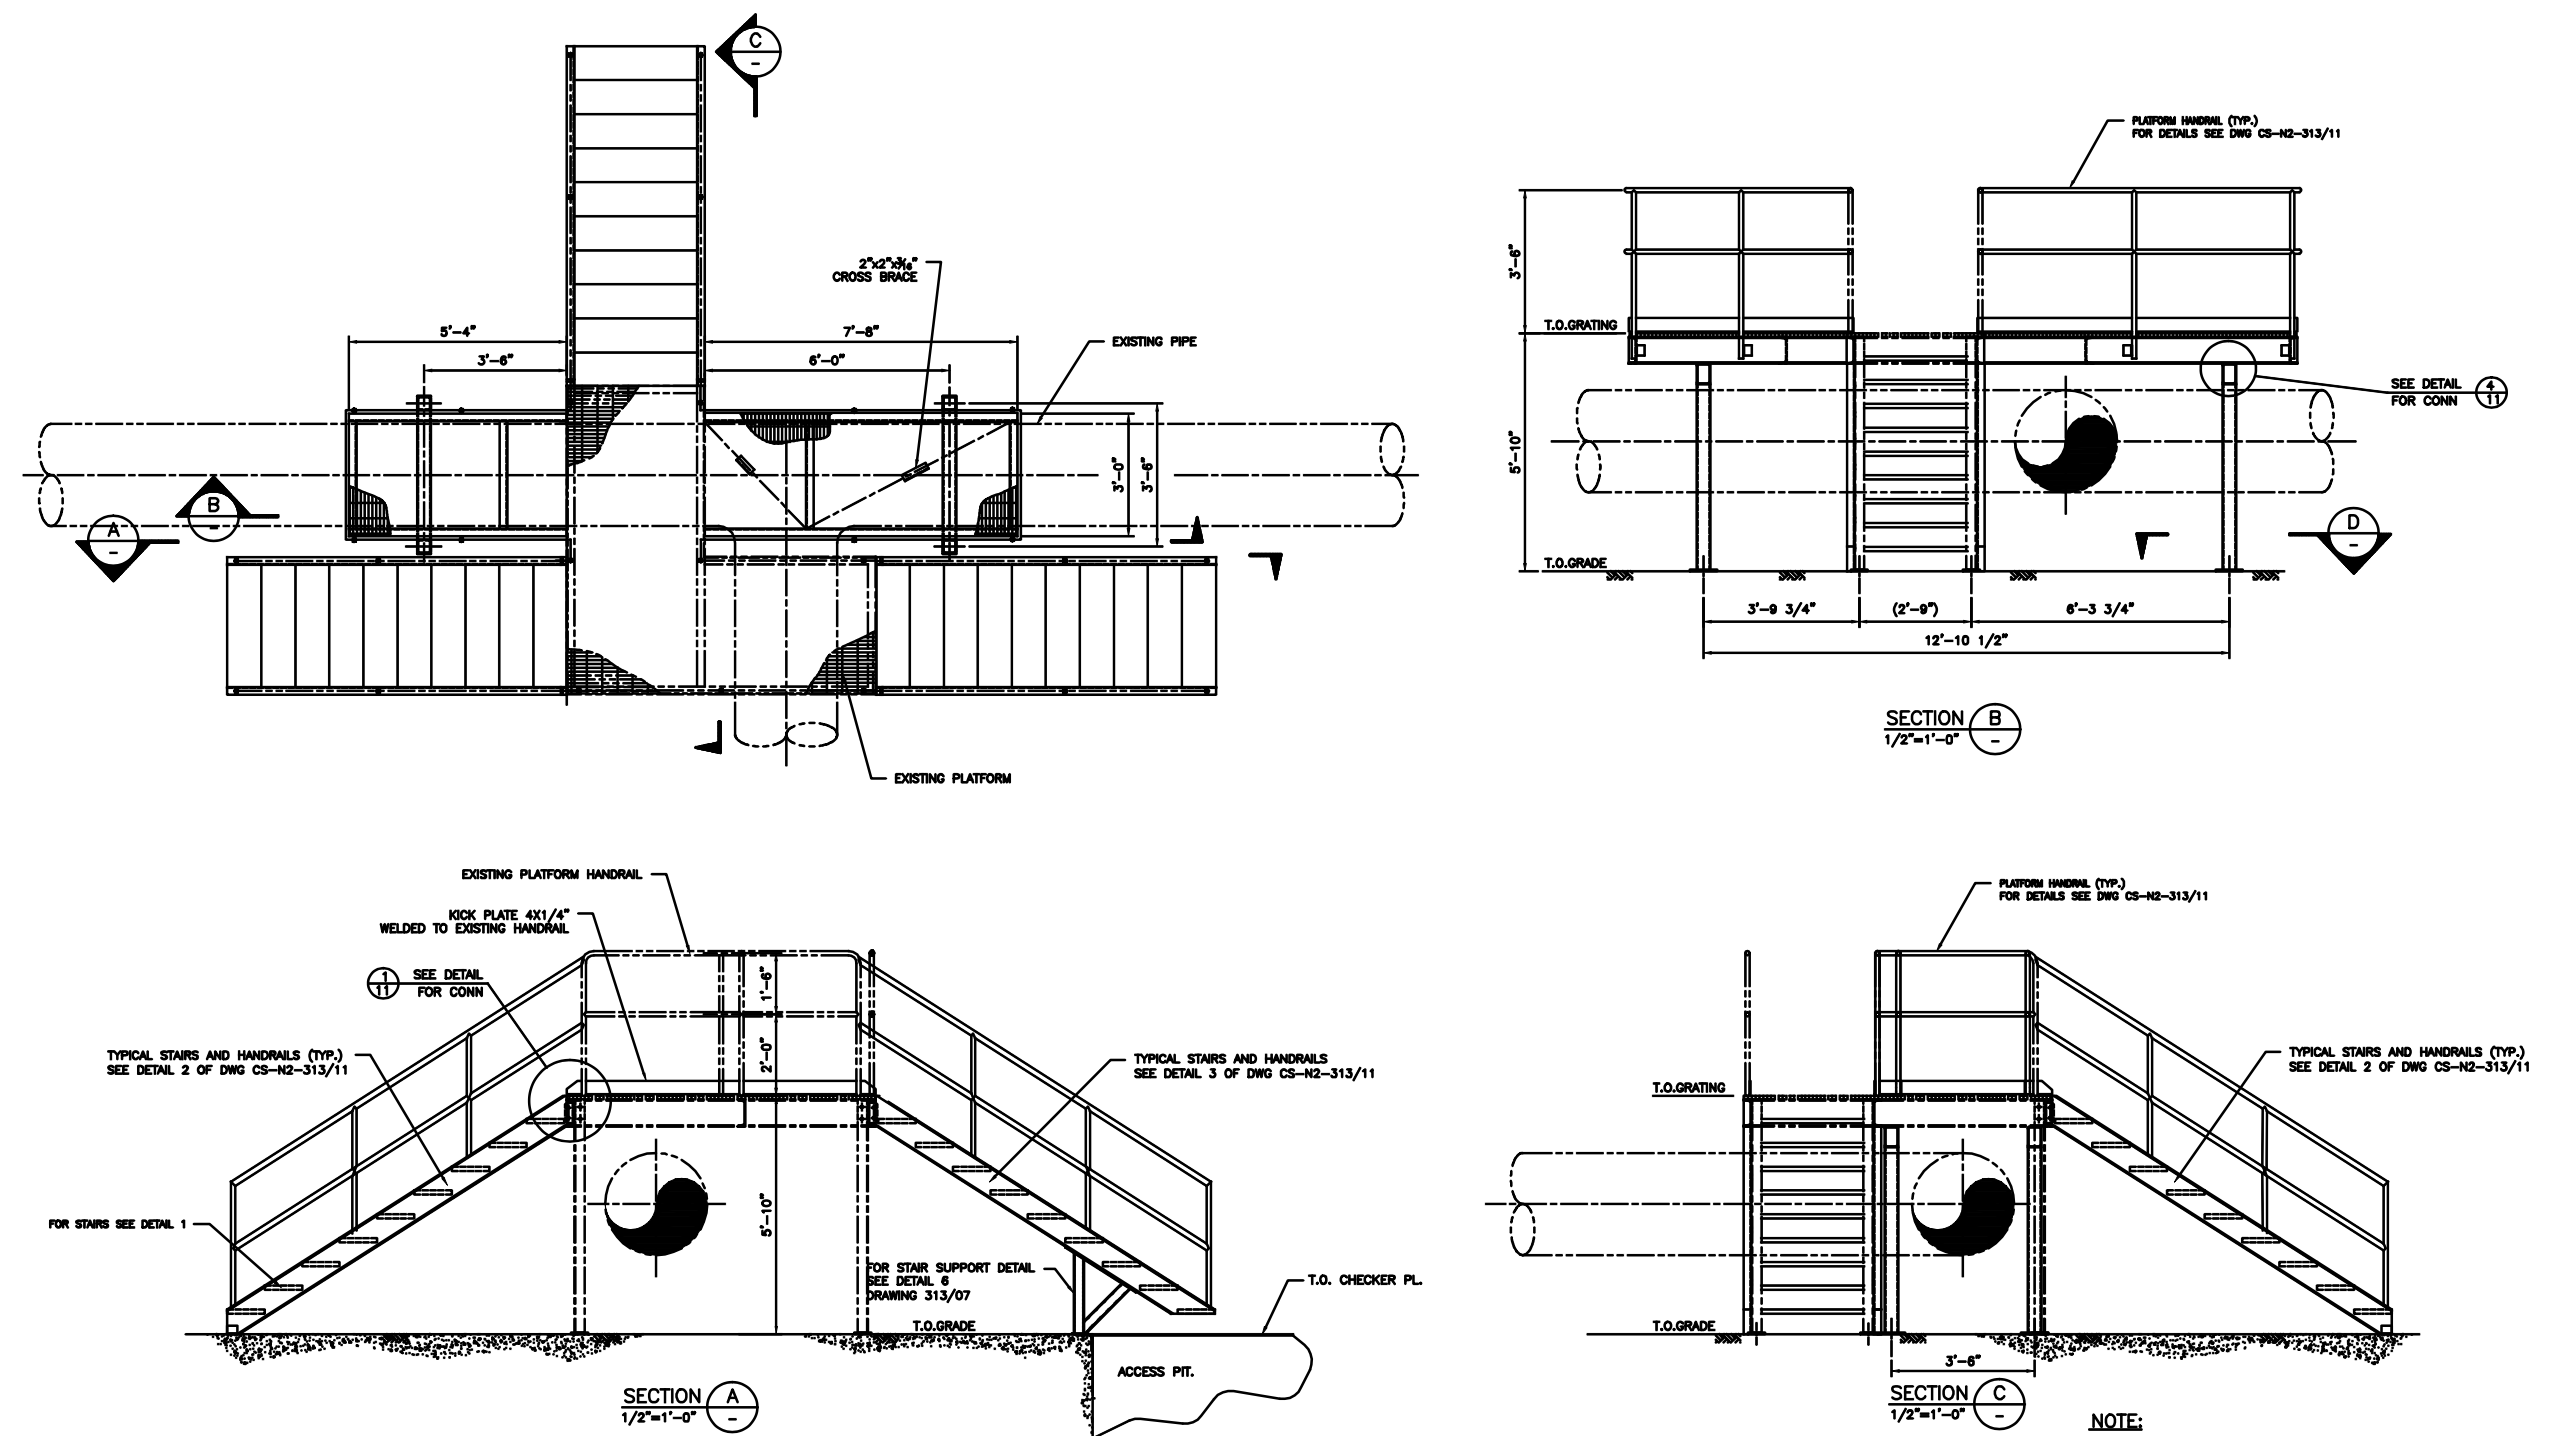 C
-
2"x2"x3/16"
CROSS BRACE
5'-4"
7'-8"
3'-6"
6'-0"
EXISTING PIPE
3'-0"
3'-6"
B
-
A
-
EXISTING PLATFORM
PLATFORM HANDRAIL (TYP.)
FOR DETAILS SEE DWG CS-N2-313/11
3'-6"
T.O.GRATING
5'-10"
SEE DETAIL
FOR CONN
4
11
D
-
T.O.GRADE
3'-9 3/4"
(2'-9")
6'-3 3/4"
12'-10 1/2"
SECTION
1/2"=1'-0"
B
-
EXISTING PLATFORM HANDRAIL
KICK PLATE 4X1/4"
WELDED TO EXISTING HANDRAIL
1
11
SEE DETAIL
FOR CONN
1'-6"
2'-0"
TYPICAL STAIRS AND HANDRAILS (TYP.)
SEE DETAIL 2 OF DWG CS-N2-313/11
TYPICAL STAIRS AND HANDRAILS
SEE DETAIL 3 OF DWG CS-N2-313/11
5'-10"
FOR STAIRS SEE DETAIL 1
FOR STAIR SUPPORT DETAIL
SEE DETAIL 6
DRAWING 313/07
T.O. CHECKER PL.
T.O.GRADE
ACCESS PIT.
SECTION
1/2"=1'-0"
A
-
PLATFORM HANDRAIL (TYP.)
FOR DETAILS SEE DWG CS-N2-313/11
TYPICAL STAIRS AND HANDRAILS (TYP.)
SEE DETAIL 2 OF DWG CS-N2-313/11
T.O.GRATING
T.O.GRADE
3'-6"
SECTION
1/2"=1'-0"
C
-
NOTE: